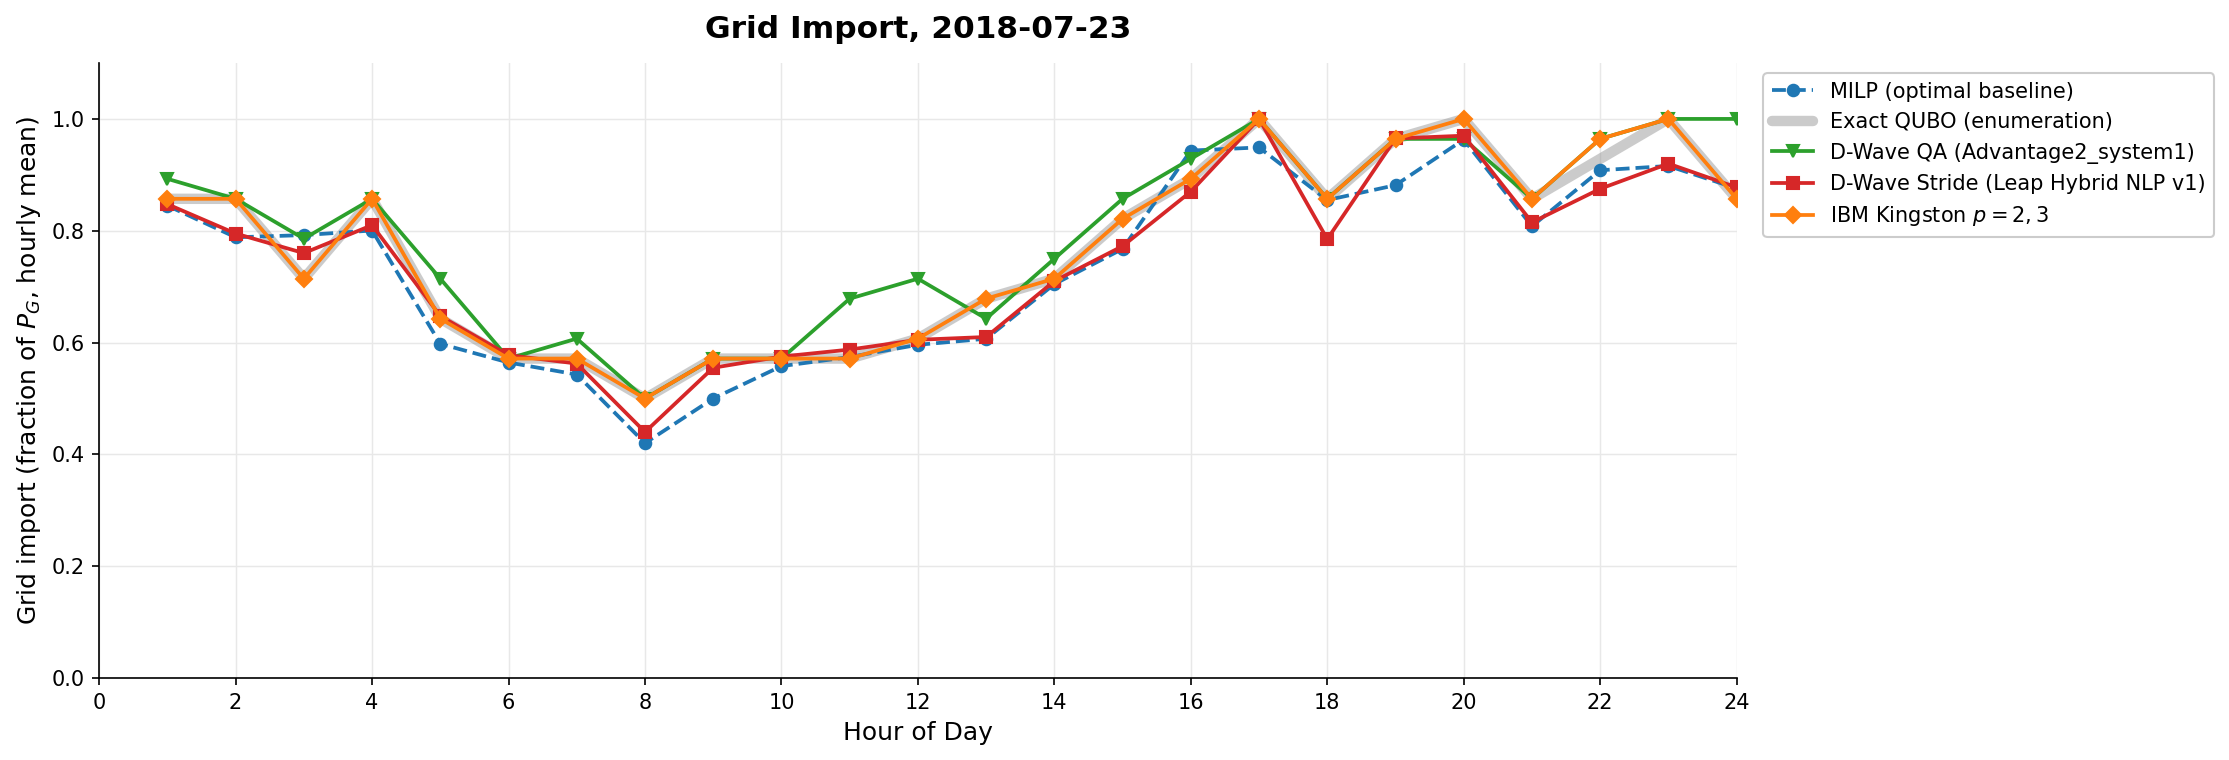 Grid Import, 2018-07-23
Grid import (fraction of $P_G$, hourly mean)
1.0
0.8
0.6
0.4
0.2
0.0
0 2 4 6 8 10 12 14 16 18 20 22 24
Hour of Day
MILP (optimal baseline)
Exact QUBO (enumeration)
D-Wave QA (Advantage2_system1)
D-Wave Stride (Leap Hybrid NLP v1)
IBM Kingston $p = 2, 3$